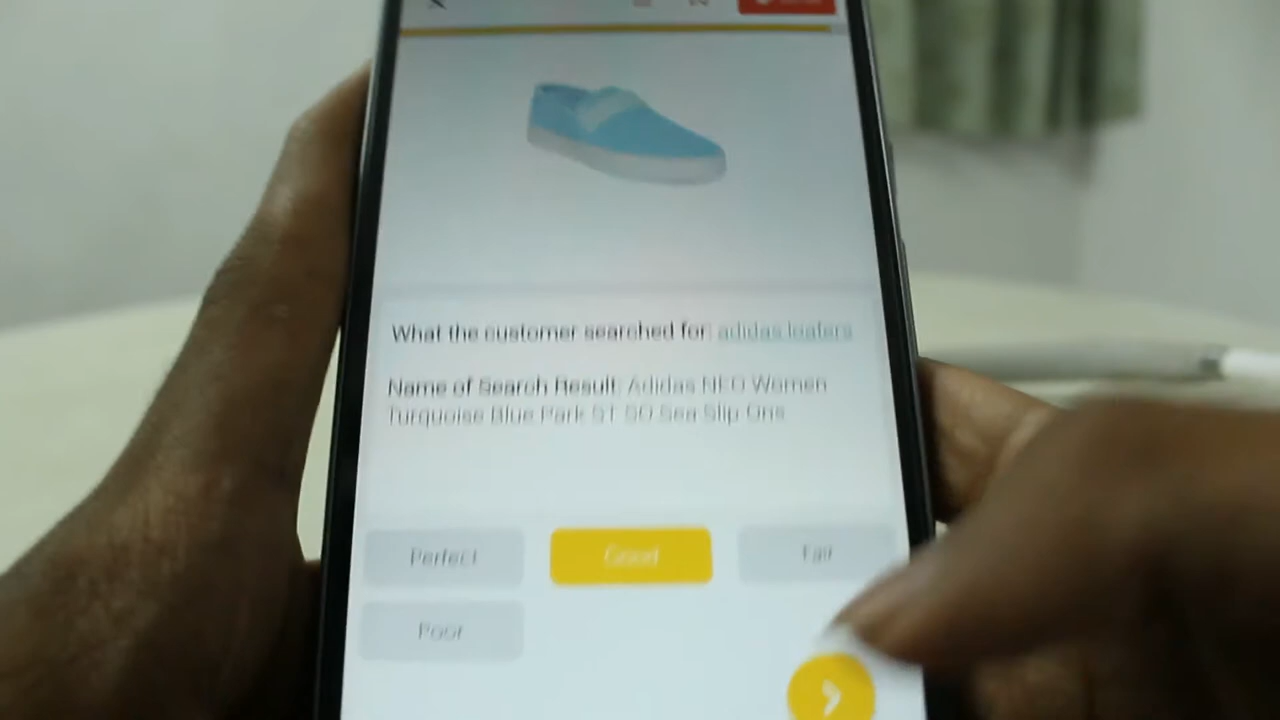 What the customer searched for: adidas loafers
Name of Search Result: Adidas NEO Women
Turquoise Blue Park ST SO Sea Slip Ons
Perfect
Good
Fair
Poor